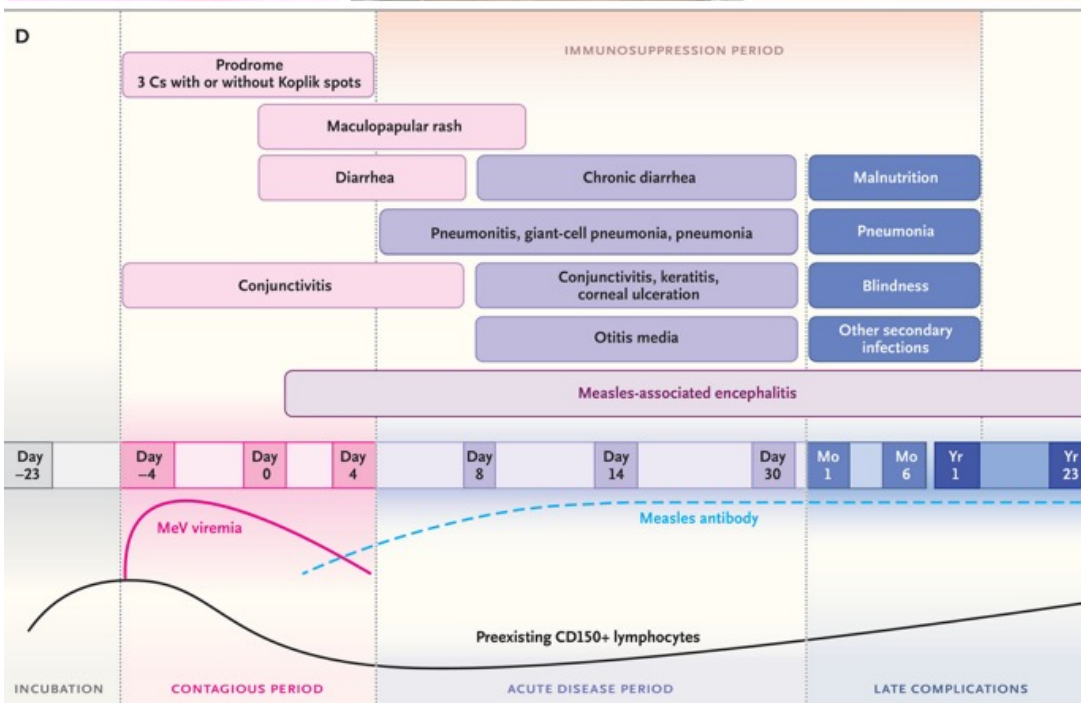 D
IMMUNOSUPPRESSION PERIOD
Prodrome
3 Cs with or without Koplik spots
Maculopapular rash
Diarrhea
Chronic diarrhea
Malnutrition
Pneumonitis, giant-cell pneumonia, pneumonia
Pneumonia
Conjunctivitis
Conjunctivitis, keratitis,
corneal ulceration
Blindness
Otitis media
Other secondary
infections
Measles-associated encephalitis
Day
–23
Day
–4
Day
0
Day
4
Day
8
Day
14
Day
30
Mo
1
Mo
6
Yr
1
Yr
23
MeV viremia
Measles antibody
Preexisting CD150+ lymphocytes
INCUBATION
CONTAGIOUS PERIOD
ACUTE DISEASE PERIOD
LATE COMPLICATIONS